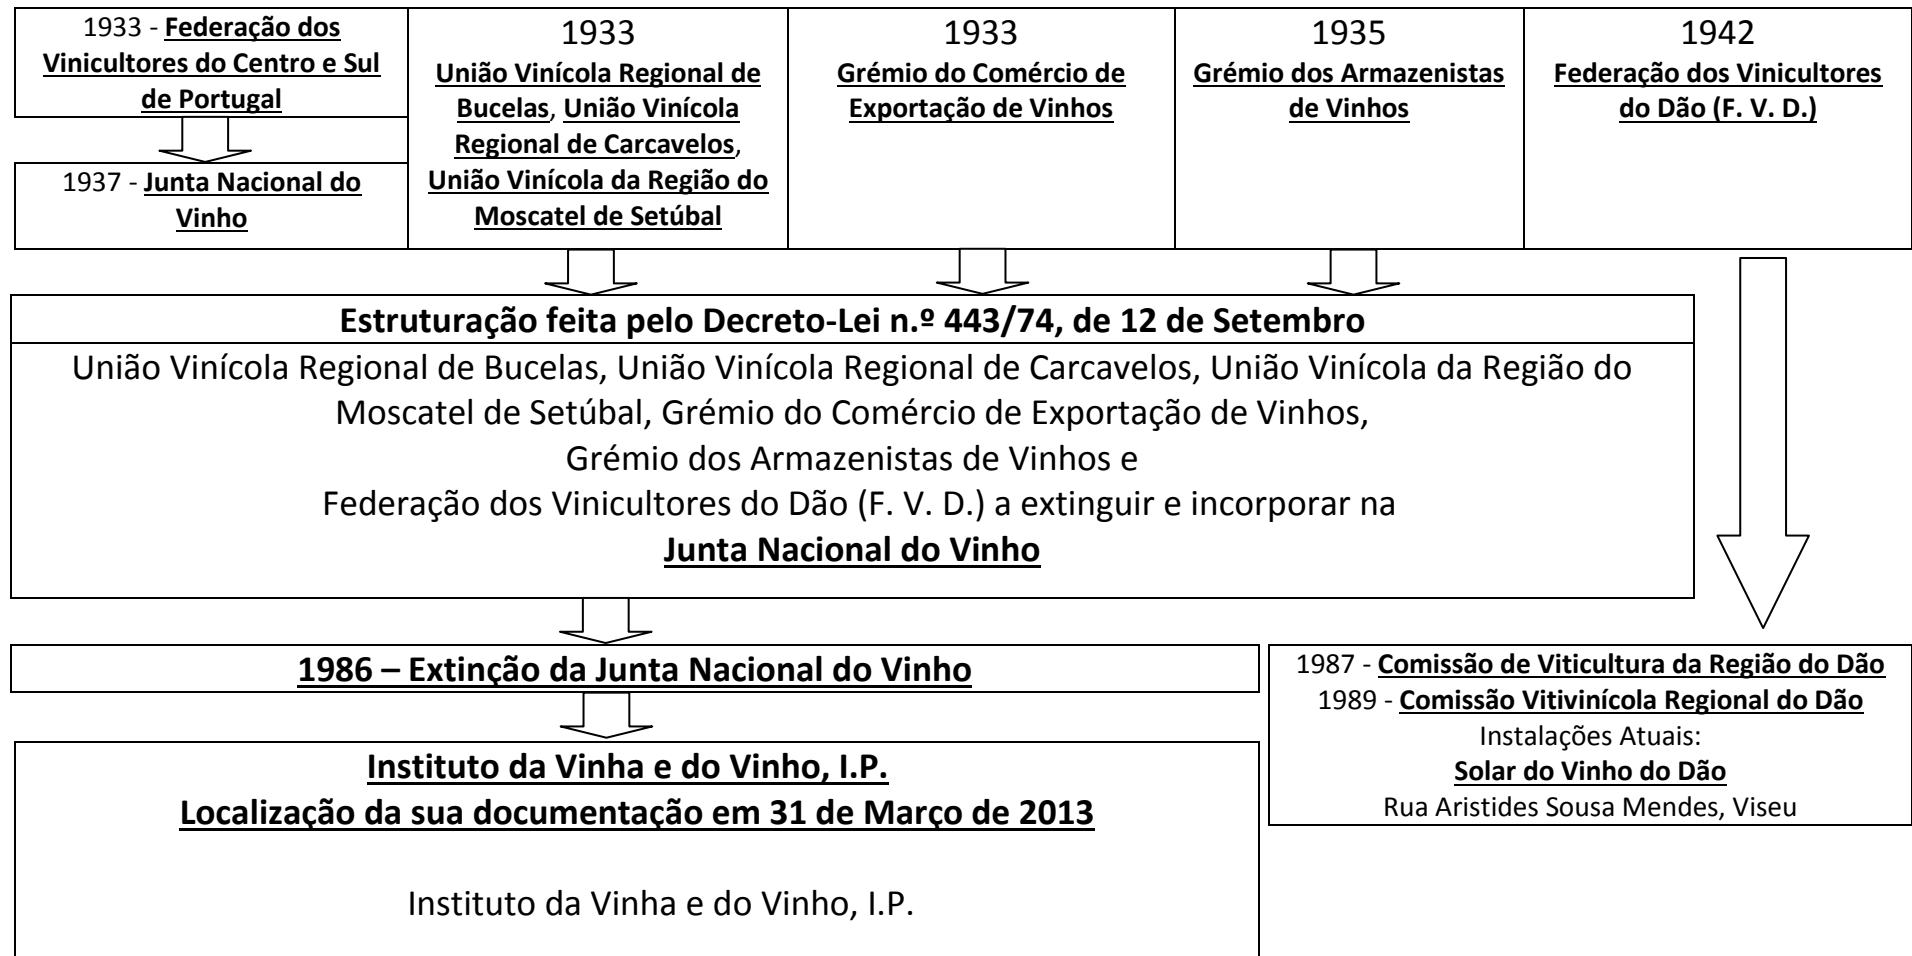 1933 - Federação dos
Vinicultores do Centro e Sul
de Portugal
1937 - Junta Nacional do
Vinho
1933
União Vinícola Regional de
Bucelas, União Vinícola
Regional de Carcavelos,
União Vinícola da Região do
Moscatel de Setúbal
1933
Grémio do Comércio de
Exportação de Vinhos
1935
Grémio dos Armazenistas
de Vinhos
1942
Federação dos Vinicultores
do Dão (F. V. D.)
Estruturação feita pelo Decreto-Lei n.º 443/74, de 12 de Setembro
União Vinícola Regional de Bucelas, União Vinícola Regional de Carcavelos, União Vinícola da Região do
Moscatel de Setúbal, Grémio do Comércio de Exportação de Vinhos,
Grémio dos Armazenistas de Vinhos e
Federação dos Vinicultores do Dão (F. V. D.) a extinguir e incorporar na
Junta Nacional do Vinho
1986 – Extinção da Junta Nacional do Vinho
1987 - Comissão de Viticultura da Região do Dão
1989 - Comissão Vitivinícola Regional do Dão
Instalações Atuais:
Solar do Vinho do Dão
Rua Aristides Sousa Mendes, Viseu
Instituto da Vinha e do Vinho, I.P.
Localização da sua documentação em 31 de Março de 2013
Instituto da Vinha e do Vinho, I.P.